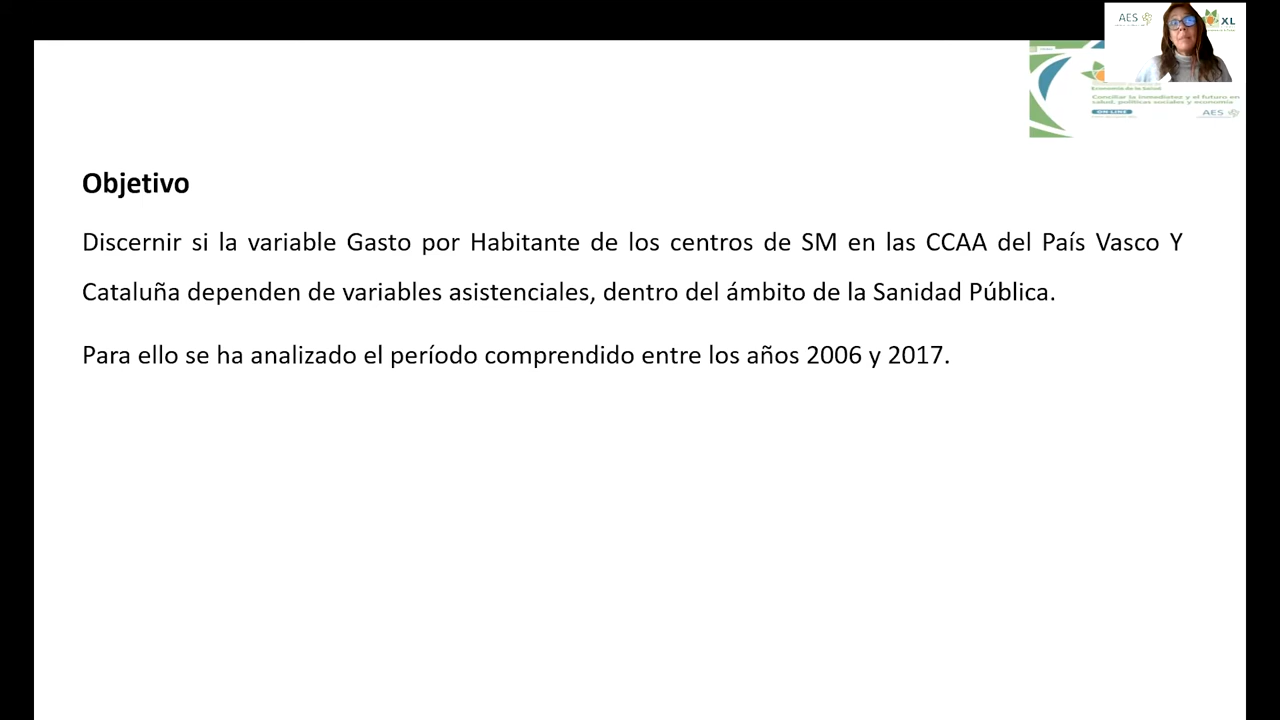 AES
XL
Economía de la Salud
Conciliar la inmediatez y el futuro en
salud, políticas sociales y economía
AES
Objetivo
Discernir si la variable Gasto por Habitante de los centros de SM en las CCAA del País Vasco Y
Cataluña dependen de variables asistenciales, dentro del ámbito de la Sanidad Pública.
Para ello se ha analizado el período comprendido entre los años 2006 y 2017.